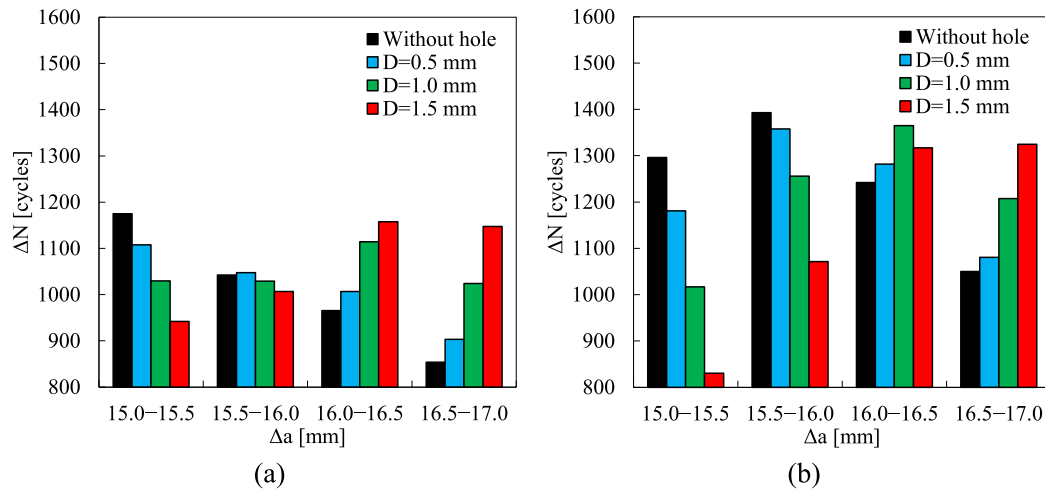 1600
1500
1400
1300
1200
1100
1000
900
800
ΔN [cycles]
Without hole
D=0.5 mm
D=1.0 mm
D=1.5 mm
15.0−15.5 15.5−16.0 16.0−16.5 16.5−17.0
Δa [mm]
(a)
1600
1500
1400
1300
1200
1100
1000
900
800
ΔN [cycles]
Without hole
D=0.5 mm
D=1.0 mm
D=1.5 mm
15.0−15.5 15.5−16.0 16.0−16.5 16.5−17.0
Δa [mm]
(b)